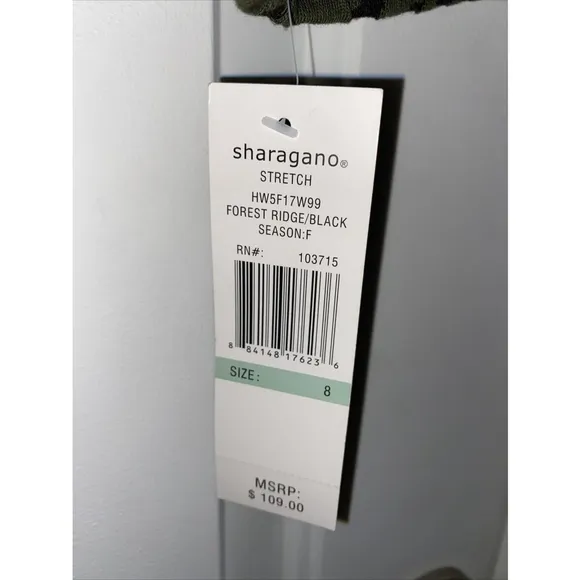 sharagano®
STRETCH
HW5F17W99
FOREST RIDGE/BLACK
SEASON:F
RN#: 103715
8 84148 17623 6
SIZE: 8
MSRP:
$ 109.00